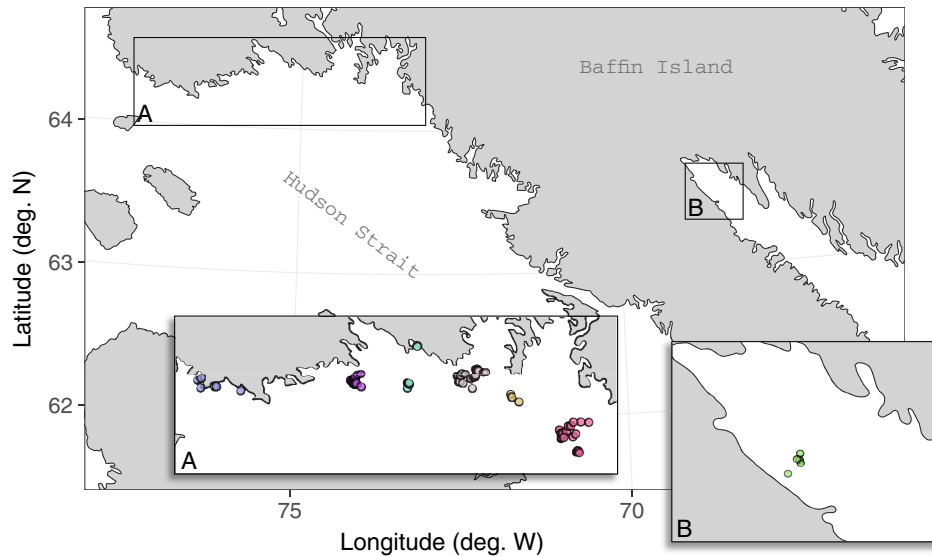 Baffin Island
64
A
Hudson Strait
B
63
62
A
B
75
70
Latitude (deg. N)
Longitude (deg. W)